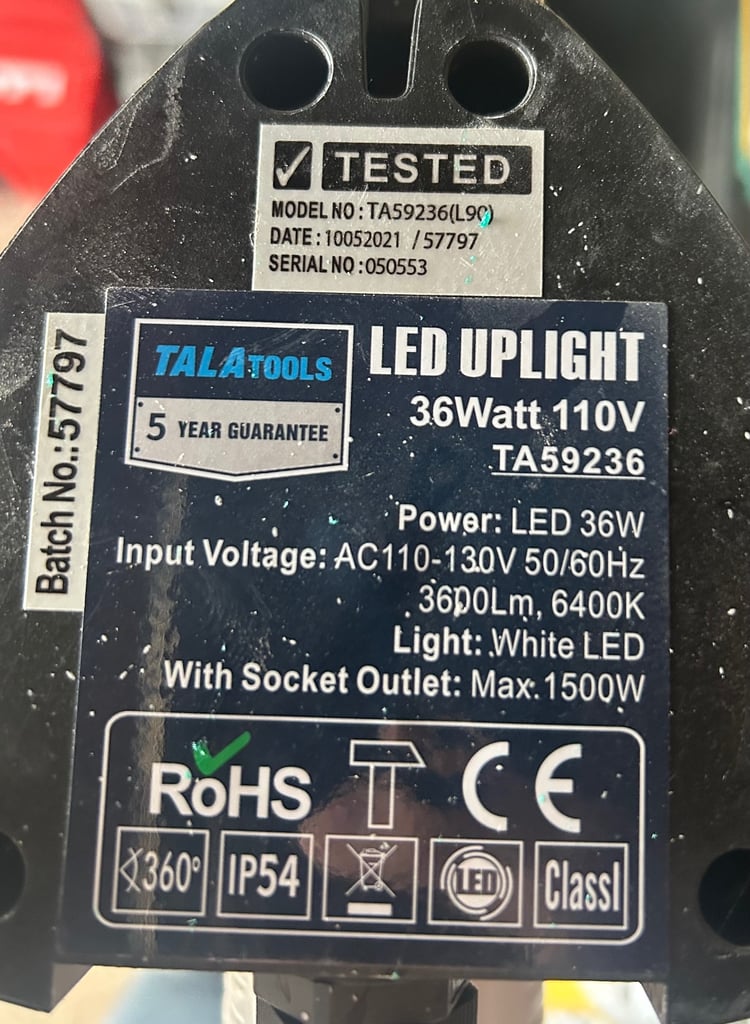 TESTED
MODEL NO : TA59236(L90)
DATE : 10052021 / 57797
SERIAL NO : 050553
Batch No.: 57797
TALATOOLS
5 YEAR GUARANTEE
LED UPLIGHT
36Watt 110V
TA59236
Power: LED 36W
Input Voltage: AC110-130V 50/60Hz
3600Lm, 6400K
Light: White LED
With Socket Outlet: Max.1500W
RoHS
CE
360°
IP54
LED
ClassI